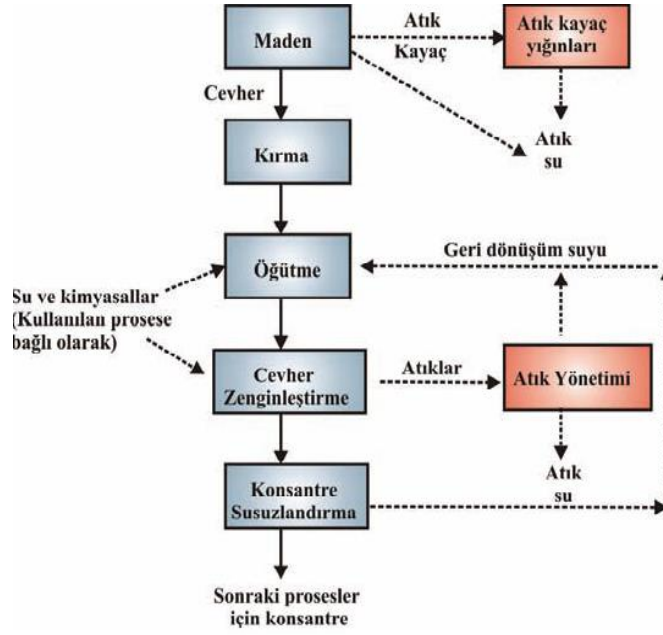 Maden
Atık
Kayaç
Atık kayaç
yığınları
Cevher
Atık
su
Kırma
Geri dönüşüm suyu
Öğütme
Su ve kimyasallar
(Kullanılan prosese
bağlı olarak)
Cevher
Zenginleştirme
Atıklar
Atık Yönetimi
Atık
su
Konsantre
Susuzlandırma
Sonraki prosesler
için konsantre